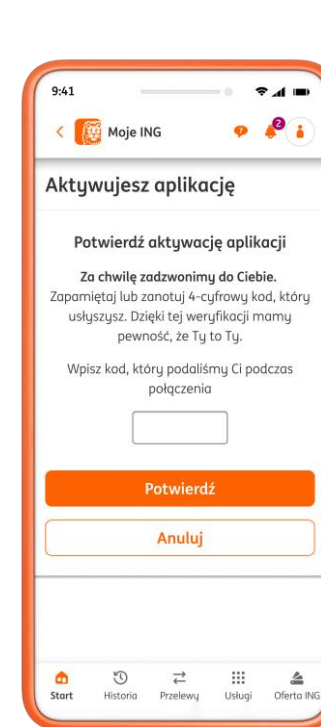 9:41
Moje ING
2
Aktywujesz aplikację
Potwierdź aktywację aplikacji
Za chwilę zadzwonimy do Ciebie.
Zapamiętaj lub zanotuj 4-cyfrowy kod, który
usłyszysz. Dzięki tej weryfikacji mamy
pewność, że Ty to Ty.
Wpisz kod, który podaliśmy Ci podczas
połączenia
Potwierdź
Anuluj
Start Historia Przelewy Usługi Oferta ING